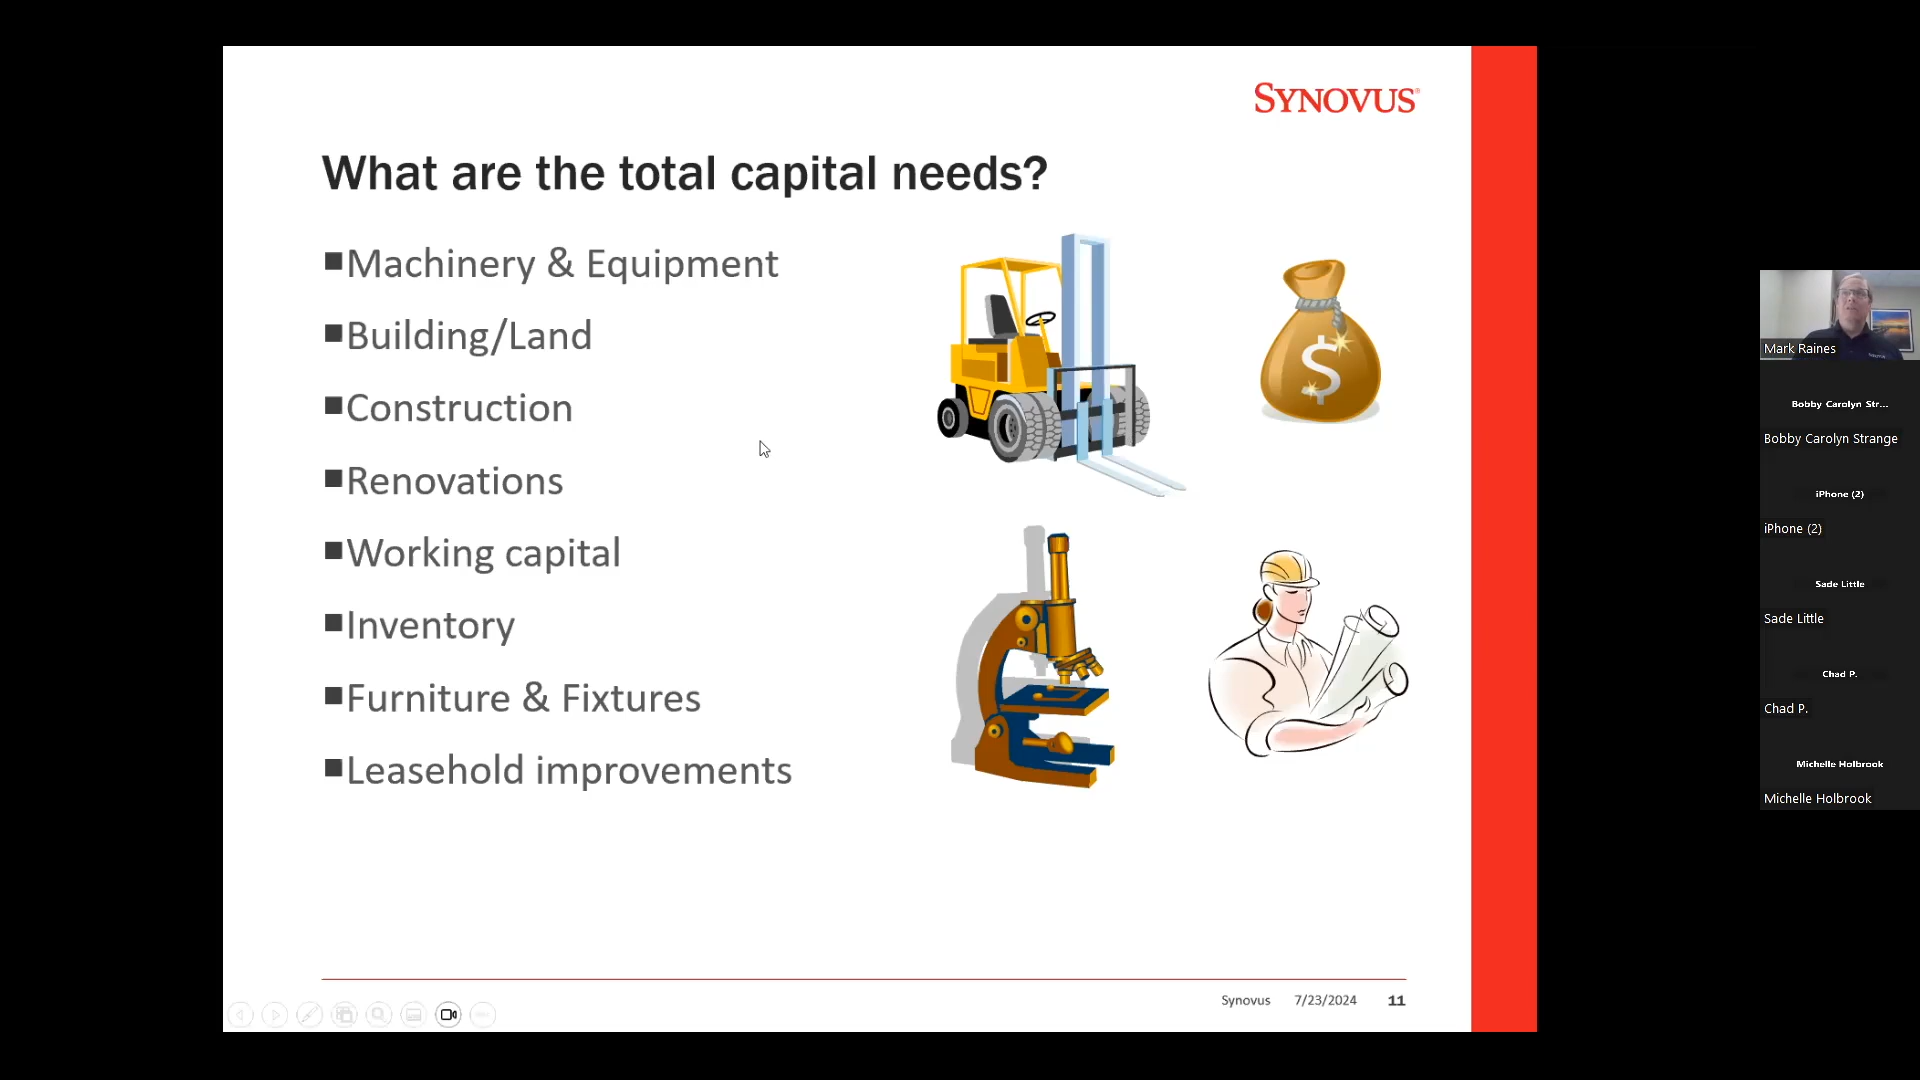 SYNOVUS®
What are the total capital needs?
■Machinery & Equipment
■Building/Land
■Construction
■Renovations
■Working capital
■Inventory
■Furniture & Fixtures
■Leasehold improvements
$
Synovus 7/23/2024 11
Mark Raines
Bobby Carolyn Str...
Bobby Carolyn Strange
iPhone (2)
iPhone (2)
Sade Little
Sade Little
Chad P.
Chad P.
Michelle Holbrook
Michelle Holbrook